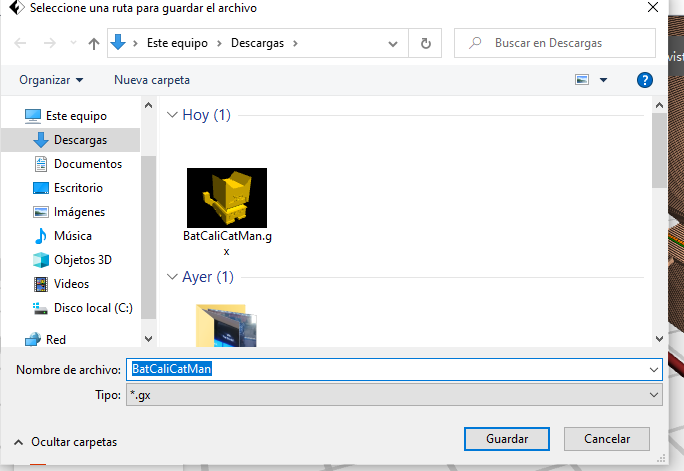 Seleccione una ruta para guardar el archivo
Este equipo
Descargas
Buscar en Descargas
vist
Organizar
Nueva carpeta
?
Este equipo
Descargas
Documentos
Escritorio
Imágenes
Música
Objetos 3D
Videos
Disco local (C:)
Red
Hoy (1)
BatCaliCatMan.g
x
Ayer (1)
Nombre de archivo:
BatCaliCatMan
Tipo:
*.gx
Ocultar carpetas
Guardar
Cancelar